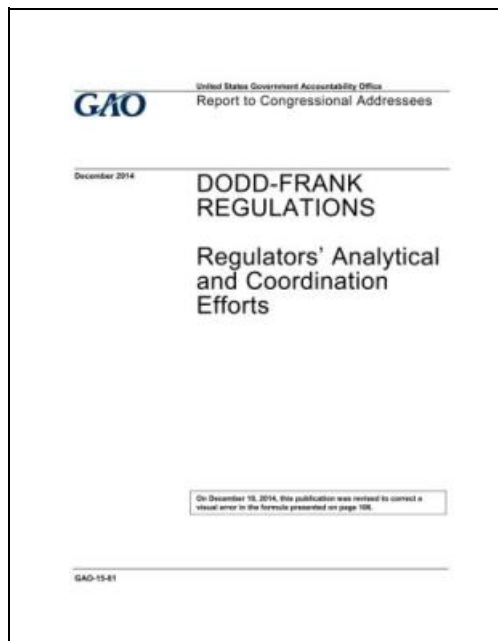 United States Government Accountability Office
GAO
Report to Congressional Addressees
December 2014
DODD-FRANK
REGULATIONS
Regulators’ Analytical
and Coordination
Efforts
On December 18, 2014, this publication was revised to correct a
visual error in the formula presented on page 106.
GAO-15-81